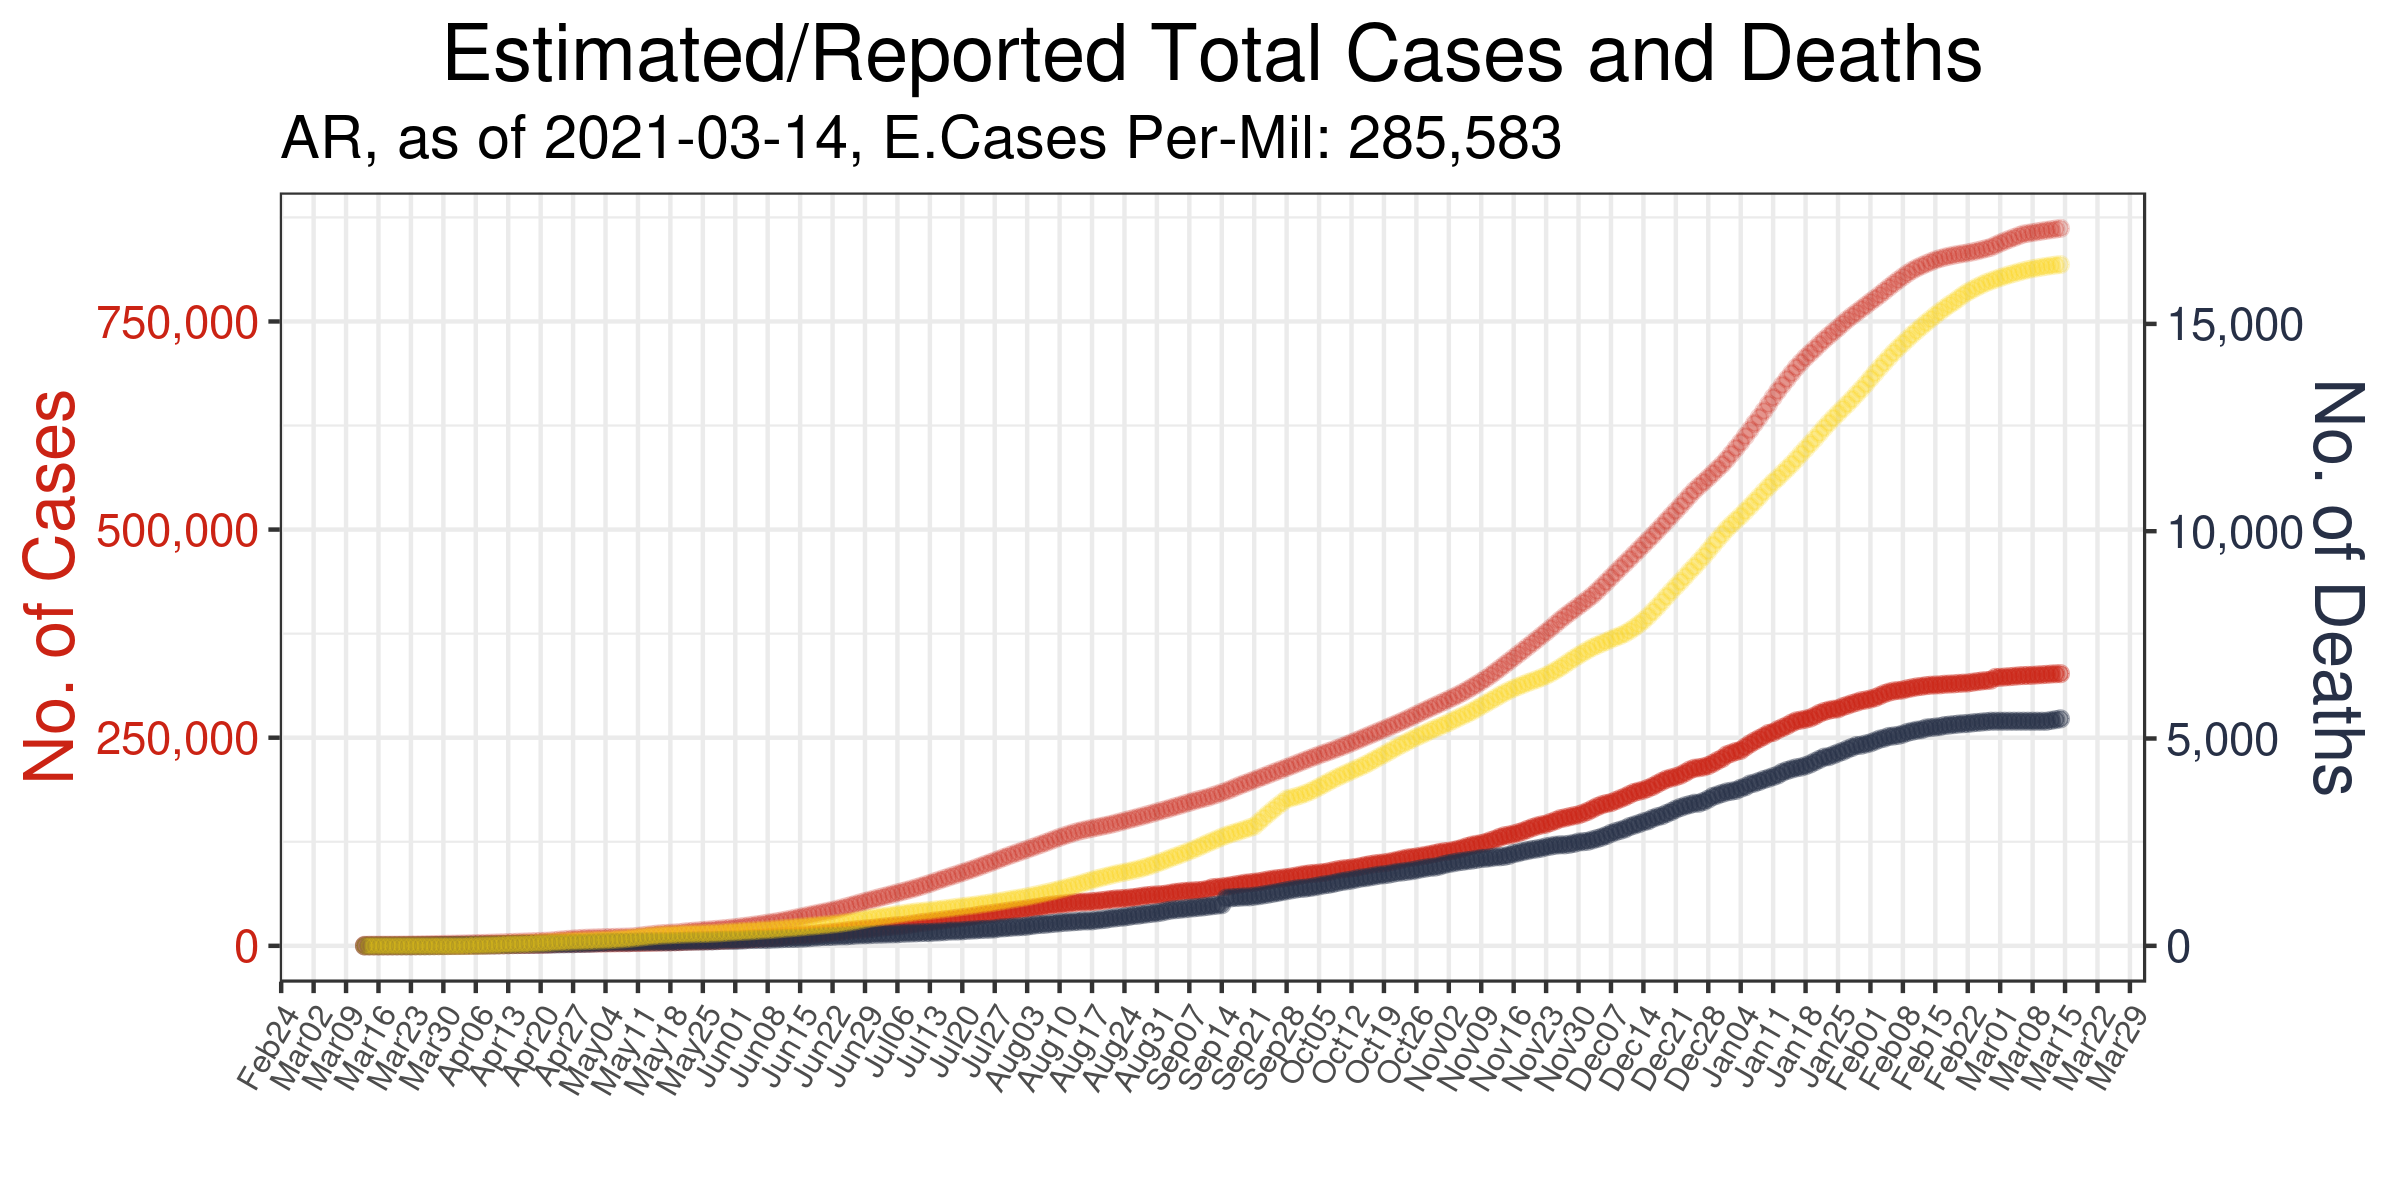 Estimated/Reported Total Cases and Deaths
AR, as of 2021-03-14, E.Cases Per-Mil: 285,583
No. of Cases
750,000
500,000
250,000
0
15,000
10,000
5,000
0
No. of Deaths
Feb24
Mar02
Mar09
Mar16
Mar23
Mar30
Apr06
Apr13
Apr20
Apr27
May04
May11
May18
May25
Jun01
Jun08
Jun15
Jun22
Jun29
Jul06
Jul13
Jul20
Jul27
Aug03
Aug10
Aug17
Aug24
Aug31
Sep07
Sep14
Sep21
Sep28
Oct05
Oct12
Oct19
Oct26
Nov02
Nov09
Nov16
Nov23
Nov30
Dec07
Dec14
Dec21
Dec28
Jan04
Jan11
Jan18
Jan25
Feb01
Feb08
Feb15
Feb22
Mar01
Mar08
Mar15
Mar22
Mar29